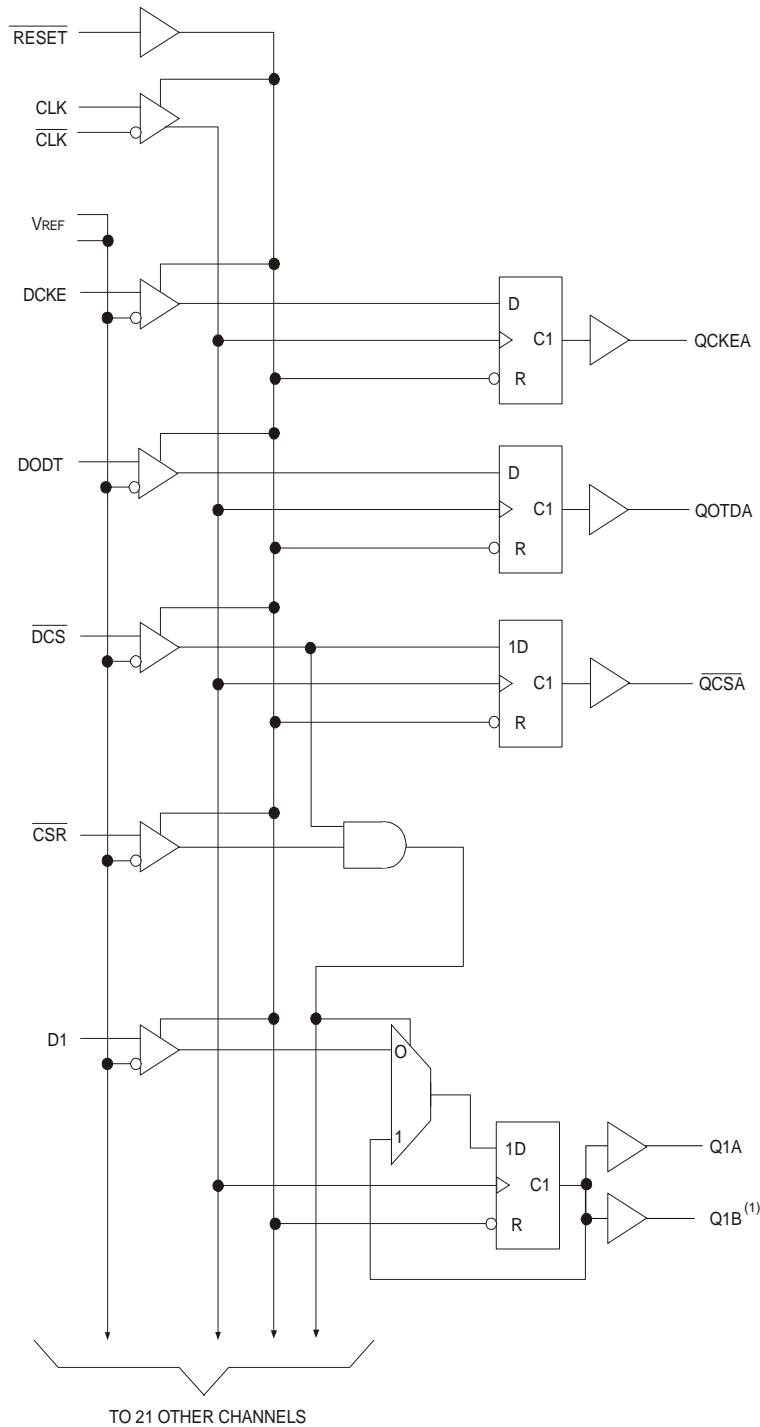 RESET
CLK
CLK
VREF
DCKE
D
C1
R
QCKEA
DODT
D
C1
R
QOTDA
DCS
1D
C1
R
QCSA
CSR
D1
O
1
1D
C1
R
Q1A
Q1B(1)
TO 21 OTHER CHANNELS